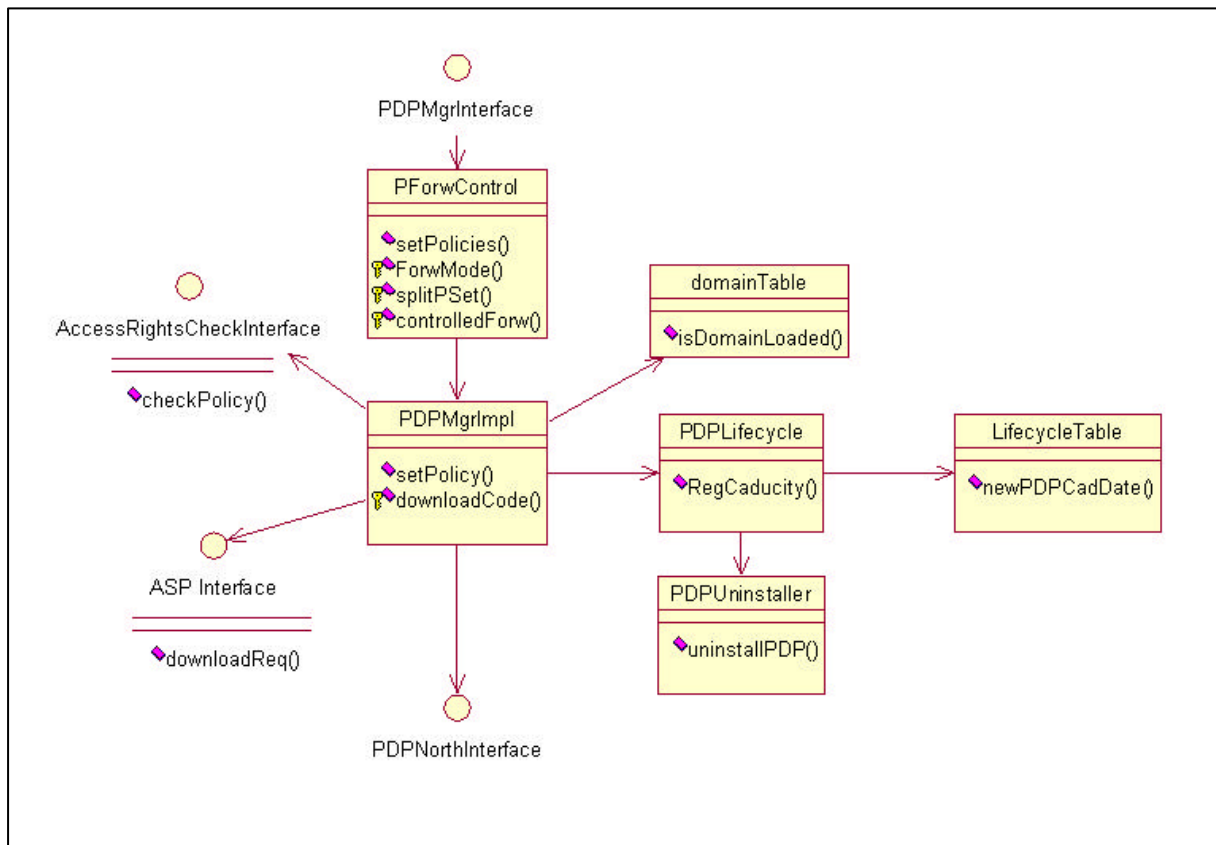 PDPMgrInterface
PForwControl
setPolicies()
ForwMode()
splitPSet()
controlledForw()
AccessRightsCheckInterface
checkPolicy()
domainTable
isDomainLoaded()
PDPMgrImpl
setPolicy()
downloadCode()
PDPLifecycle
RegCaducity()
LifecycleTable
newPDPCadDate()
ASP Interface
downloadReq()
PDPUninstaller
uninstallPDP()
PDPNorthInterface